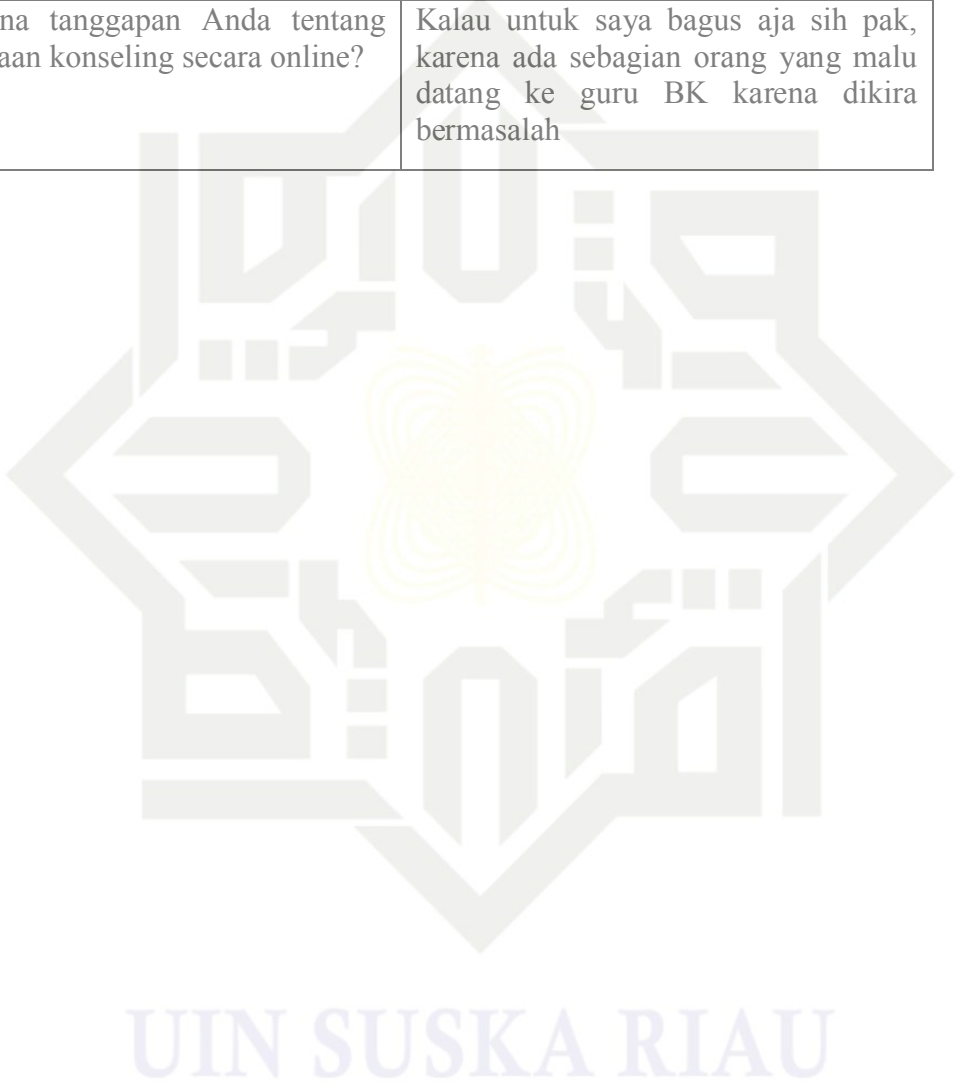 na tanggapan Anda tentang
aan konseling secara online?
Kalau untuk saya bagus aja sih pak,
karena ada sebagian orang yang malu
datang ke guru BK karena dikira
bermasalah
UIN SUSKA RIAU